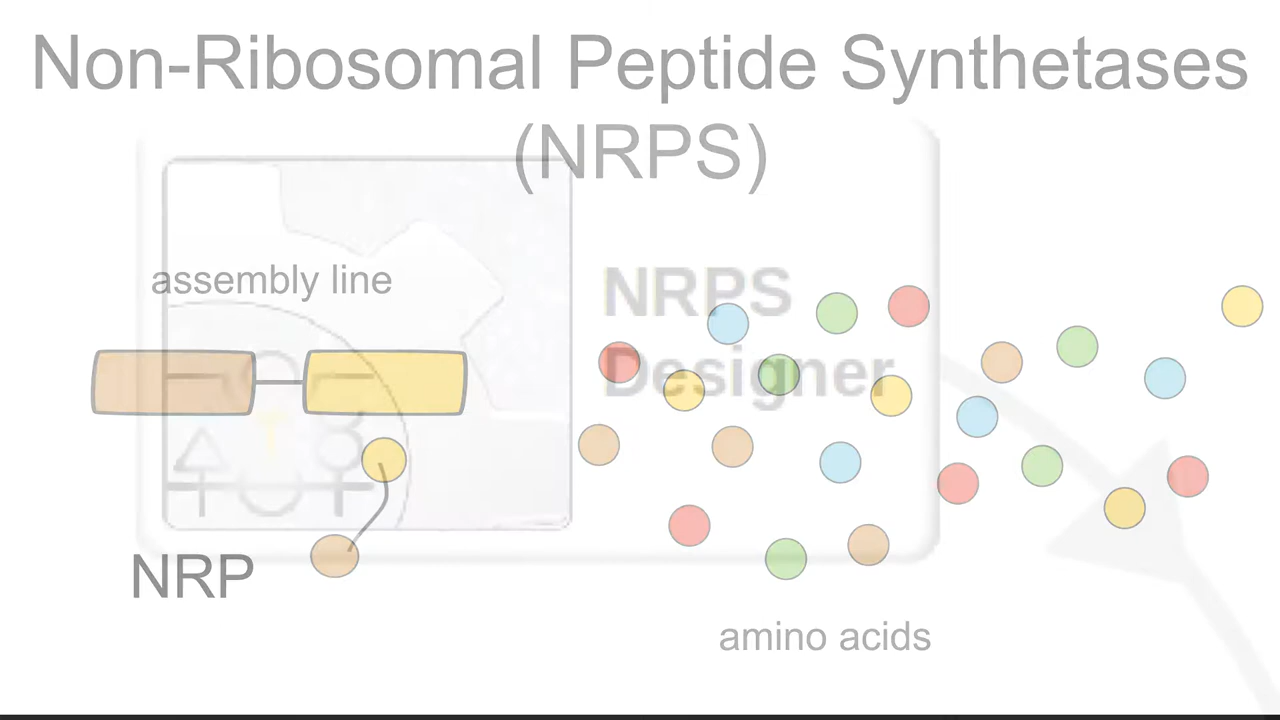 Non-Ribosomal Peptide Synthetases
(NRPS)
assembly line
NRPS
Designer
NRP
amino acids